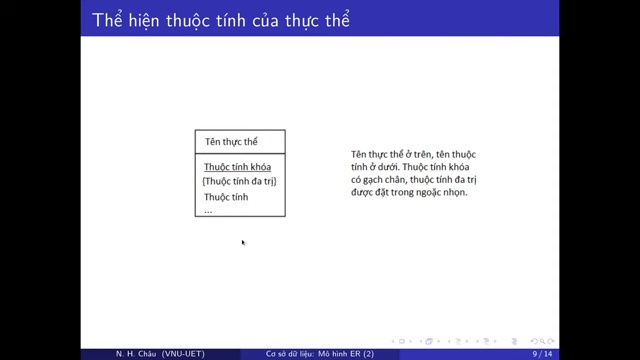 Thể hiện thuộc tính của thực thể
Tên thực thể
Thuộc tính khóa
{Thuộc tính đa trị}
Thuộc tính
...
Tên thực thể ở trên, tên thuộc
tính ở dưới. Thuộc tính khóa
có gạch chân, thuộc tính đa trị
được đặt trong ngoặc nhọn.
N. H. Châu (VNU-UET)
Cơ sở dữ liệu: Mô hình ER (2)
9 / 14